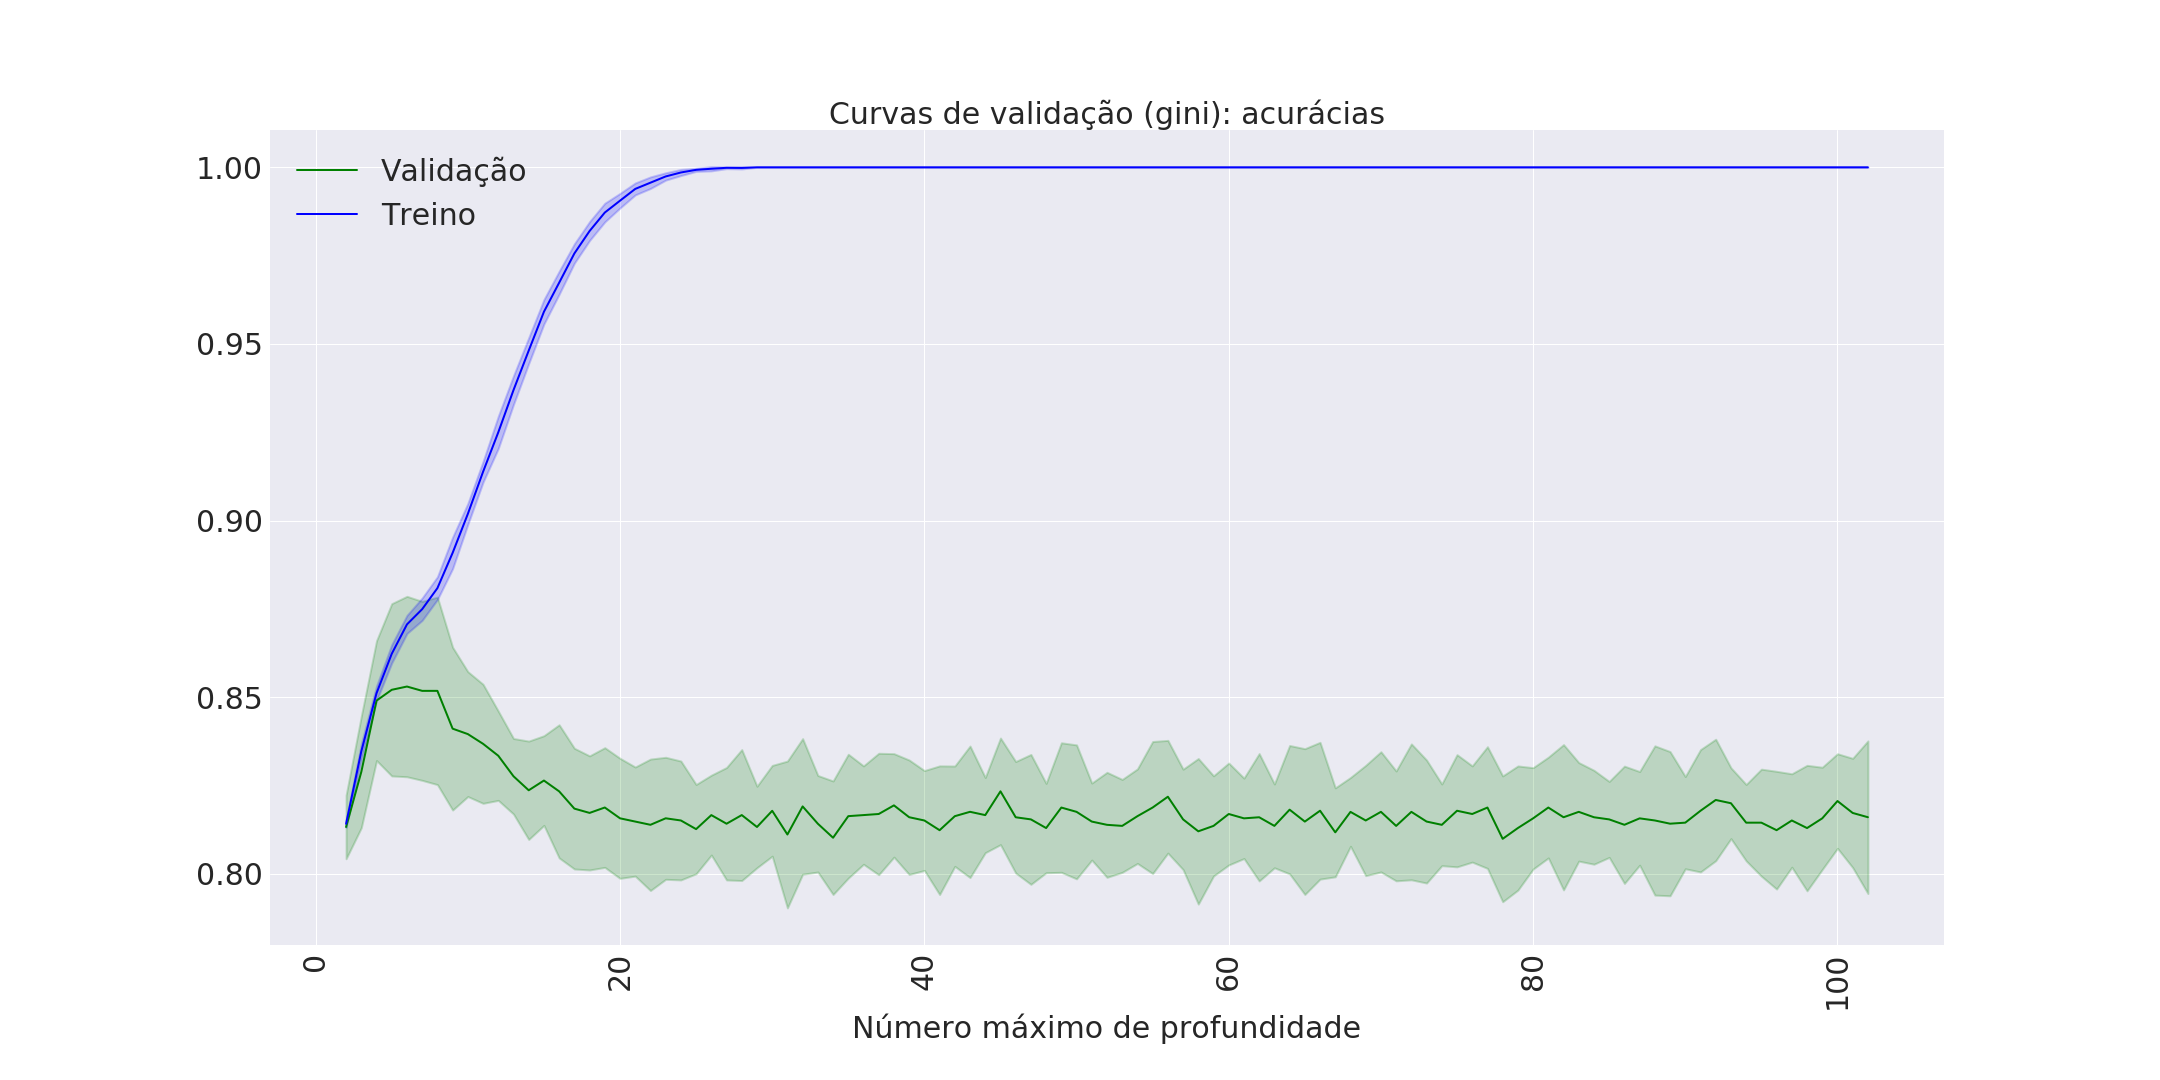 Curvas de validação (gini): acurácias
Validação
Treino
1.00
0.95
0.90
0.85
0.80
0
20
40
60
80
100
Número máximo de profundidade